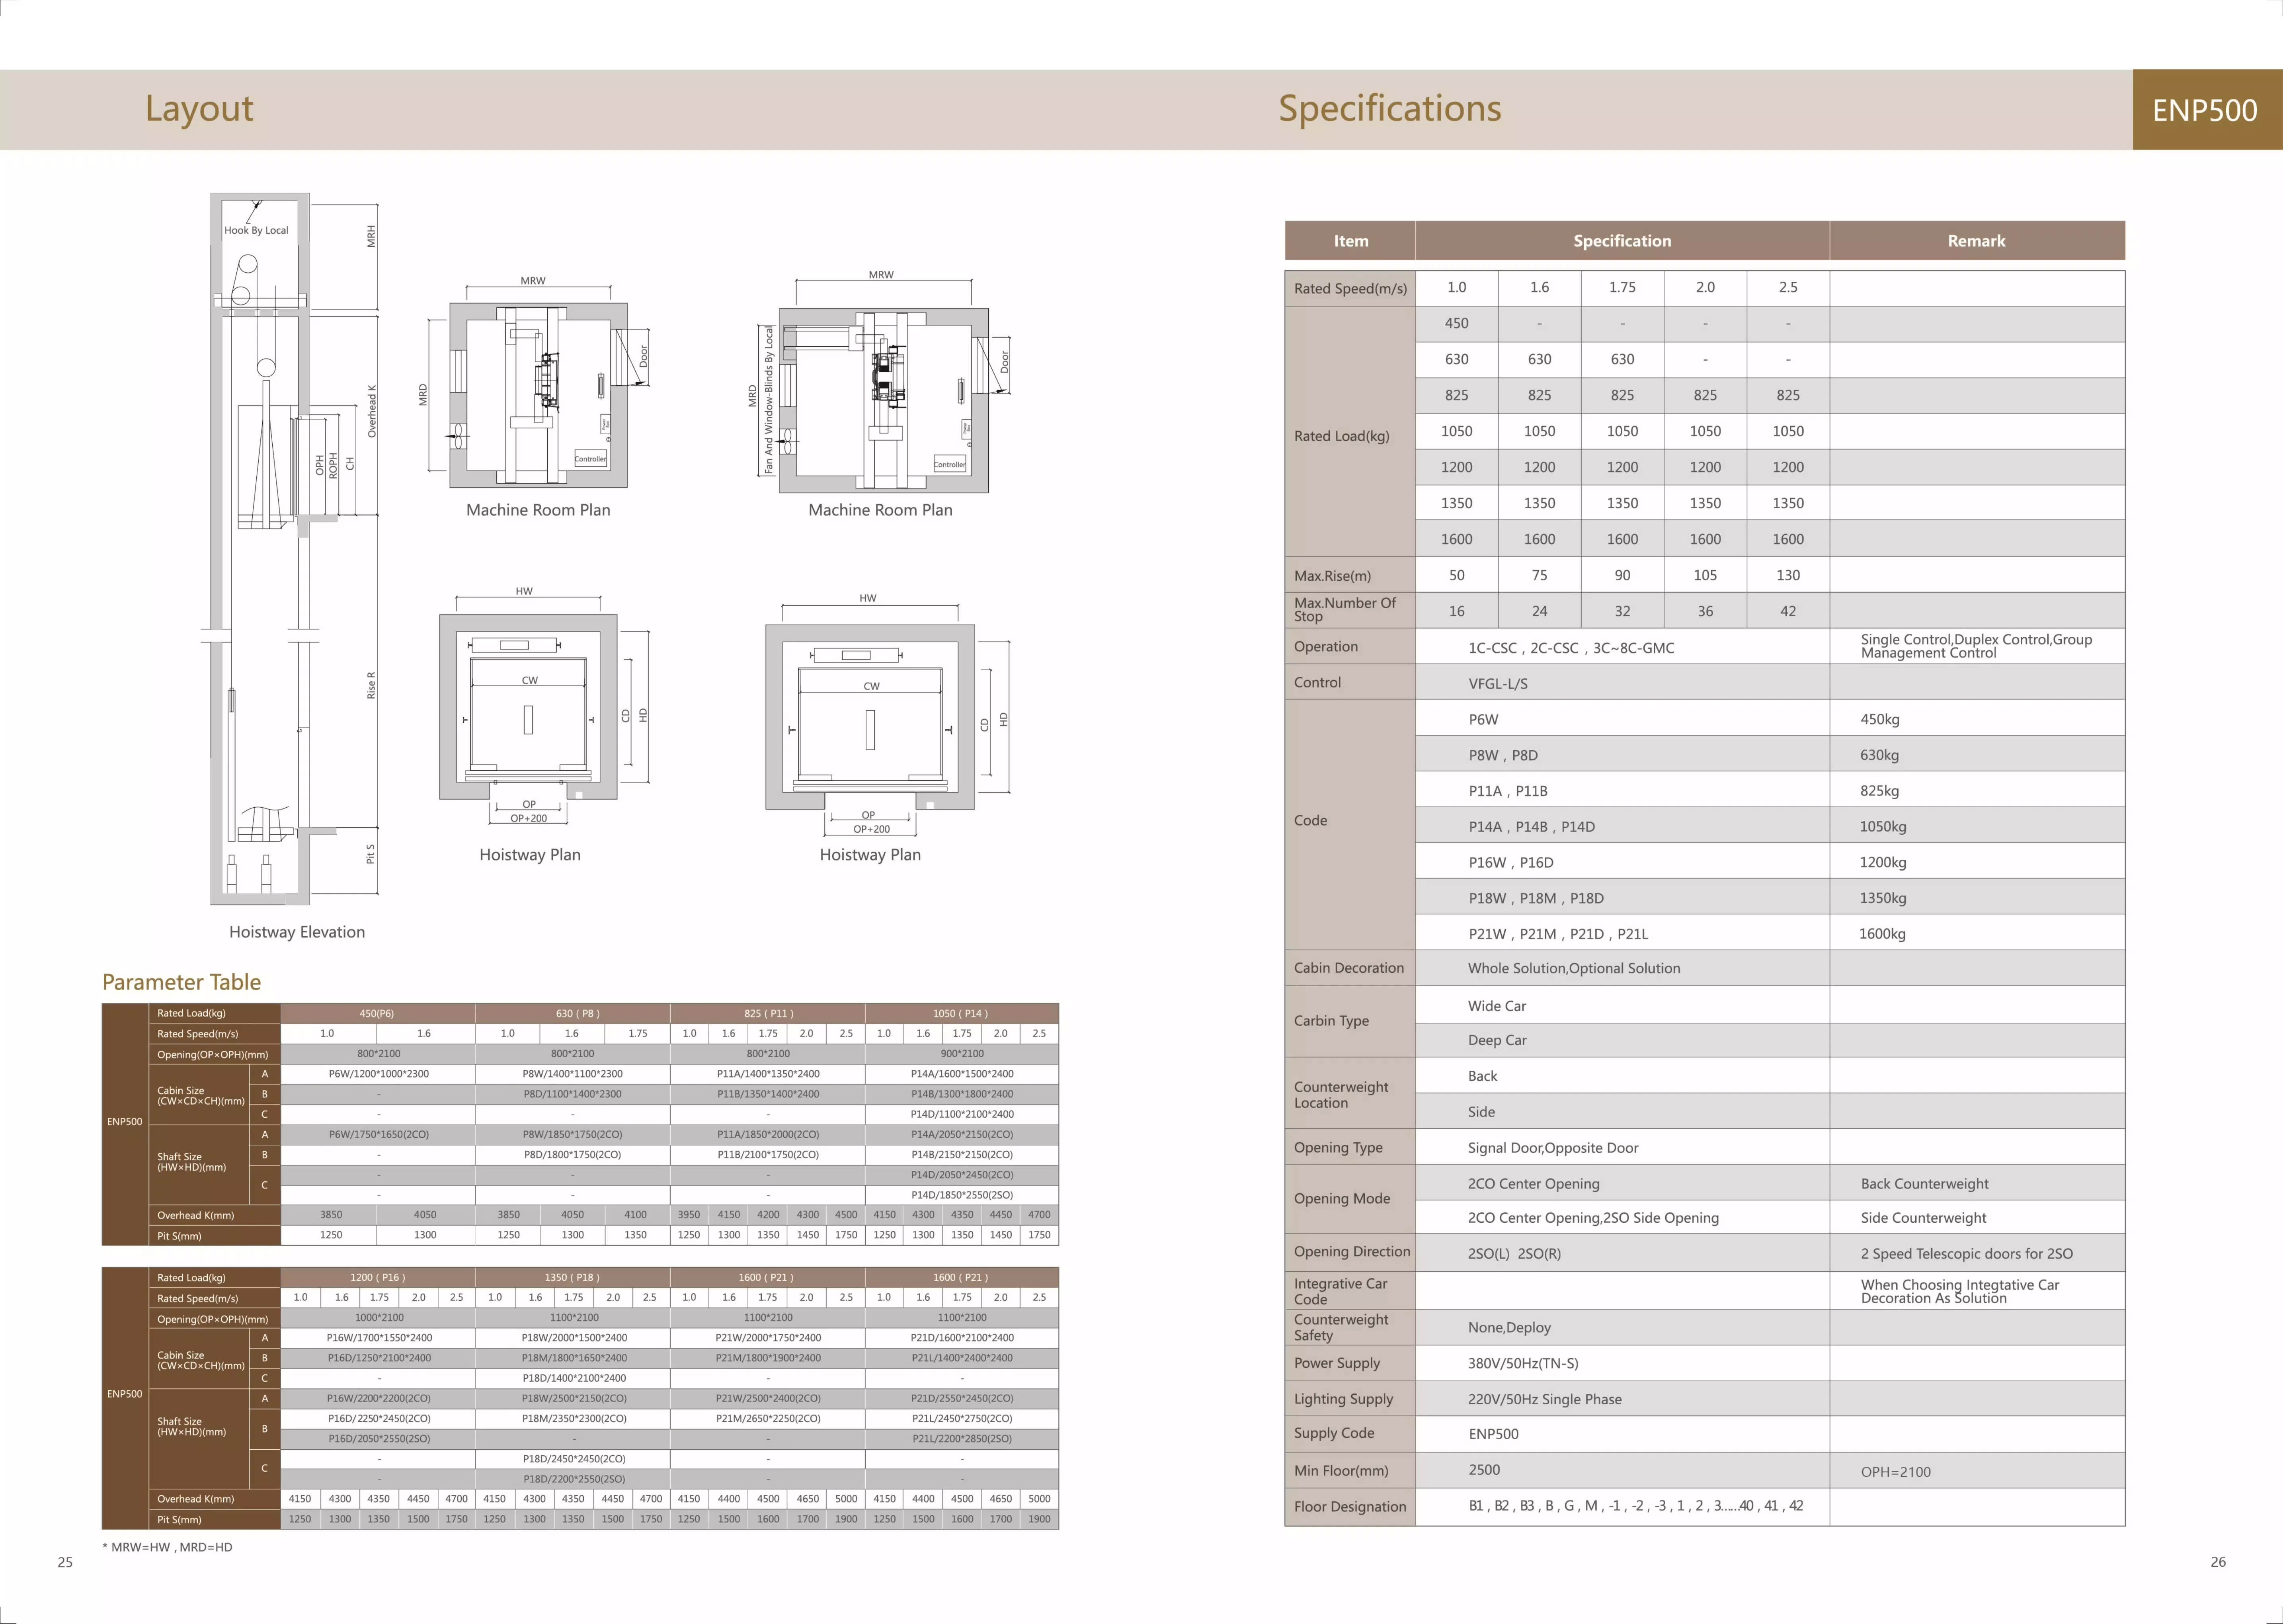 Layout
Specifications
ENP500
Hook By Local
MRH
Overhead K
OPH
ROPH
CH
Rise R
Pit S
Hoistway Elevation
MRW
MRD
Door
Controller
Machine Room Plan
MRW
MRD
Fan And Window-Blinds By Local
Door
Controller
Machine Room Plan
HW
CW
CD
HD
OP
OP+200
Hoistway Plan
HW
CW
CD
HD
OP
OP+200
Hoistway Plan
Parameter Table
ENP500
Rated Load(kg) 450(P6) 630 ( P8 ) 825 ( P11 ) 1050 ( P14 )
Rated Speed(m/s) 1.0 1.6 1.0 1.6 1.75 1.0 1.6 1.75 2.0 2.5 1.0 1.6 1.75 2.0 2.5
Opening(OP×OPH)(mm) 800*2100 800*2100 800*2100 900*2100
Cabin Size
(CW×CD×CH)(mm)
A P6W/1200*1000*2300 P8W/1400*1100*2300 P11A/1400*1350*2400 P14A/1600*1500*2400
B - P8D/1100*1400*2300 P11B/1350*1400*2400 P14B/1300*1800*2400
C - - - P14D/1100*2100*2400
Shaft Size
(HW×HD)(mm)
A P6W/1750*1650(2CO) P8W/1850*1750(2CO) P11A/1850*2000(2CO) P14A/2050*2150(2CO)
B - P8D/1800*1750(2CO) P11B/2100*1750(2CO) P14B/2150*2150(2CO)
C - - - P14D/2050*2450(2CO)
- - - P14D/1850*2550(2SO)
Overhead K(mm) 3850 4050 3850 4050 4100 3950 4150 4200 4300 4500 4150 4300 4350 4450 4700
Pit S(mm) 1250 1300 1250 1300 1350 1250 1300 1350 1450 1750 1250 1300 1350 1450 1750
ENP500
Rated Load(kg) 1200 ( P16 ) 1350 ( P18 ) 1600 ( P21 ) 1600 ( P21 )
Rated Speed(m/s) 1.0 1.6 1.75 2.0 2.5 1.0 1.6 1.75 2.0 2.5 1.0 1.6 1.75 2.0 2.5 1.0 1.6 1.75 2.0 2.5
Opening(OP×OPH)(mm) 1000*2100 1100*2100 1100*2100 1100*2100
Cabin Size
(CW×CD×CH)(mm)
A P16W/1700*1550*2400 P18W/2000*1500*2400 P21W/2000*1750*2400 P21D/1600*2100*2400
B P16D/1250*2100*2400 P18M/1800*1650*2400 P21M/1800*1900*2400 P21L/1400*2400*2400
C - P18D/1400*2100*2400 - -
Shaft Size
(HW×HD)(mm)
A P16W/2200*2200(2CO) P18W/2500*2150(2CO) P21W/2500*2400(2CO) P21D/2550*2450(2CO)
B P16D/2250*2450(2CO) P18M/2350*2300(2CO) P21M/2650*2250(2CO) P21L/2450*2750(2CO)
P16D/2050*2550(2SO) - - P21L/2200*2850(2SO)
C - P18D/2450*2450(2CO) - -
- P18D/2200*2550(2SO) - -
Overhead K(mm) 4150 4300 4350 4450 4700 4150 4300 4350 4450 4700 4150 4400 4500 4650 5000 4150 4400 4500 4650 5000
Pit S(mm) 1250 1300 1350 1500 1750 1250 1300 1350 1500 1750 1250 1500 1600 1700 1900 1250 1500 1600 1700 1900
* MRW=HW , MRD=HD
25
Item Specification Remark
Rated Speed(m/s) 1.0 1.6 1.75 2.0 2.5
Rated Load(kg)
450 - - - -
630 630 630 - -
825 825 825 825 825
1050 1050 1050 1050 1050
1200 1200 1200 1200 1200
1350 1350 1350 1350 1350
1600 1600 1600 1600 1600
Max.Rise(m) 50 75 90 105 130
Max.Number Of
Stop
16 24 32 36 42
Operation 1C-CSC , 2C-CSC , 3C~8C-GMC
Single Control,Duplex Control,Group
Management Control
Control VFGL-L/S
Code
P6W 450kg
P8W , P8D 630kg
P11A , P11B 825kg
P14A , P14B , P14D 1050kg
P16W , P16D 1200kg
P18W , P18M , P18D 1350kg
P21W , P21M , P21D , P21L 1600kg
Cabin Decoration Whole Solution,Optional Solution
Carbin Type
Wide Car
Deep Car
Counterweight
Location
Back
Side
Opening Type Signal Door,Opposite Door
Opening Mode
2CO Center Opening Back Counterweight
2CO Center Opening,2SO Side Opening Side Counterweight
Opening Direction 2SO(L) 2SO(R) 2 Speed Telescopic doors for 2SO
Integrative Car
Code
When Choosing Integtative Car
Decoration As Solution
Counterweight
Safety
None,Deploy
Power Supply 380V/50Hz(TN-S)
Lighting Supply 220V/50Hz Single Phase
Supply Code ENP500
Min Floor(mm) 2500 OPH=2100
Floor Designation B1 , B2 , B3 , B , G , M , -1 , -2 , -3 , 1 , 2 , 3......40 , 41 , 42
26